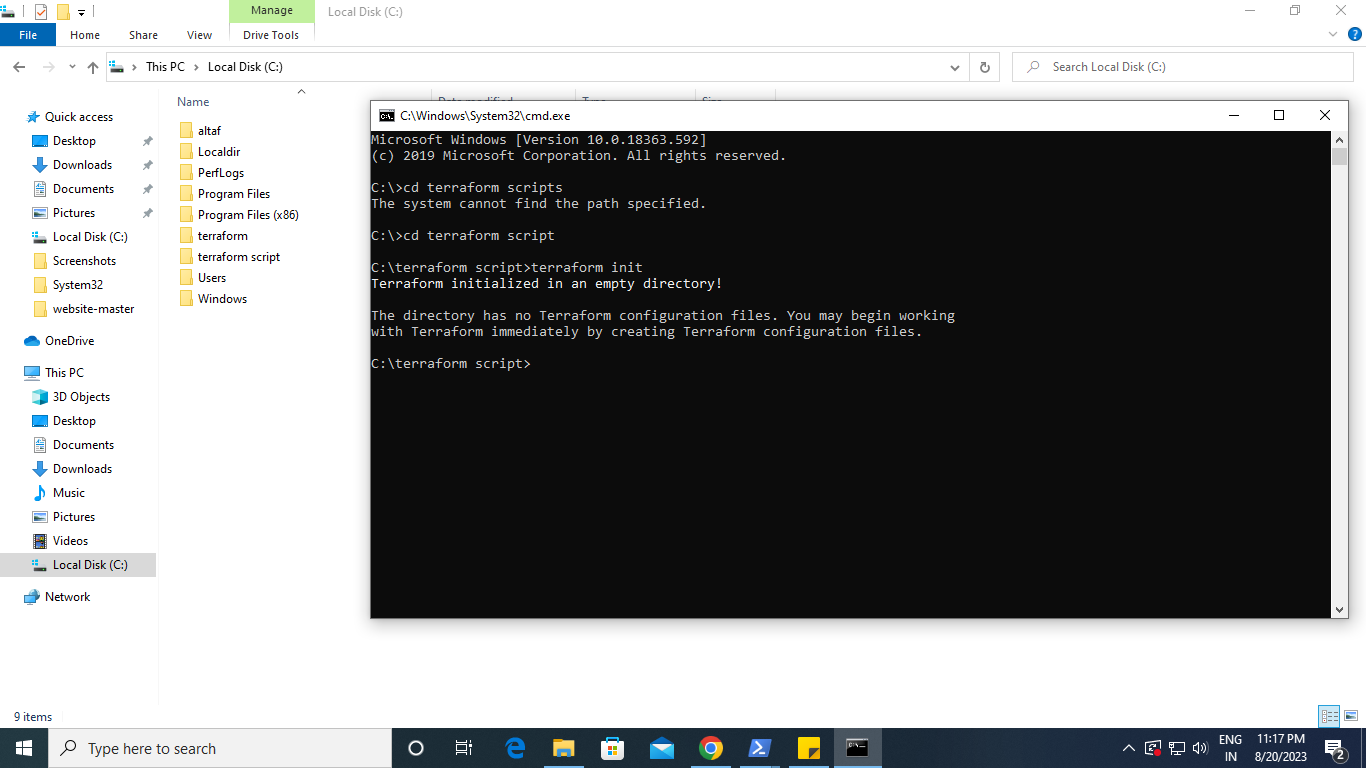 Manage
Local Disk (C:)
File
Home
Share
View
Drive Tools
This PC
Local Disk (C:)
Search Local Disk (C:)
Quick access
Desktop
Downloads
Documents
Pictures
Local Disk (C:)
Screenshots
System32
website-master
OneDrive
This PC
3D Objects
Desktop
Documents
Downloads
Music
Pictures
Videos
Local Disk (C:)
Network
Name
Date modified
Type
Size
altaf
Localdir
PerfLogs
Program Files
Program Files (x86)
terraform
terraform script
Users
Windows
C:\Windows\System32\cmd.exe
Microsoft Windows [Version 10.0.18363.592]
(c) 2019 Microsoft Corporation. All rights reserved.
C:\>cd terraform scripts
The system cannot find the path specified.
C:\>cd terraform script
C:\terraform script>terraform init
Terraform initialized in an empty directory!
The directory has no Terraform configuration files. You may begin working
with Terraform immediately by creating Terraform configuration files.
C:\terraform script>
9 items
Type here to search
ENG
IN
11:17 PM
8/20/2023
2